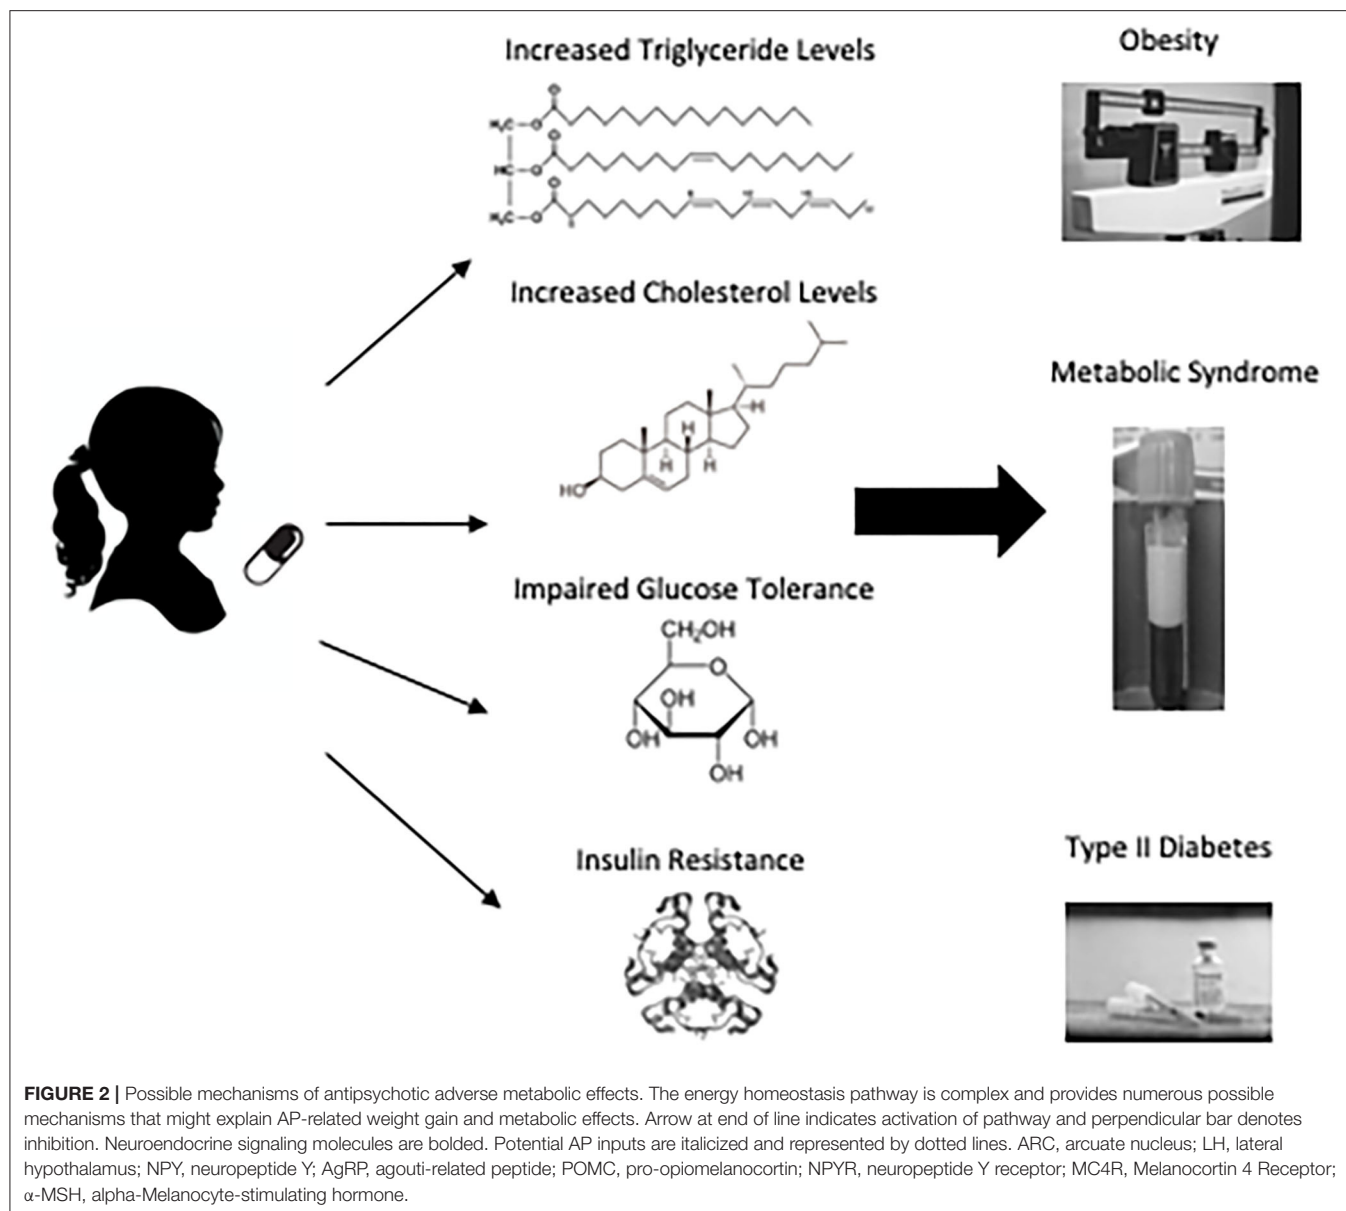 Increased Triglyceride Levels
Obesity
O
H₂C—O
O
HC—O
O
H₂C—O
Increased Cholesterol Levels
Metabolic Syndrome
H
H
H
H
HO
Impaired Glucose Tolerance
CH₂OH
O
OH
OH
OH
OH
Insulin Resistance
Type II Diabetes
FIGURE 2 | Possible mechanisms of antipsychotic adverse metabolic effects. The energy homeostasis pathway is complex and provides numerous possible
mechanisms that might explain AP-related weight gain and metabolic effects. Arrow at end of line indicates activation of pathway and perpendicular bar denotes
inhibition. Neuroendocrine signaling molecules are bolded. Potential AP inputs are italicized and represented by dotted lines. ARC, arcuate nucleus; LH, lateral
hypothalamus; NPY, neuropeptide Y; AgRP, agouti-related peptide; POMC, pro-opiomelanocortin; NPYR, neuropeptide Y receptor; MC4R, Melanocortin 4 Receptor;
α-MSH, alpha-Melanocyte-stimulating hormone.